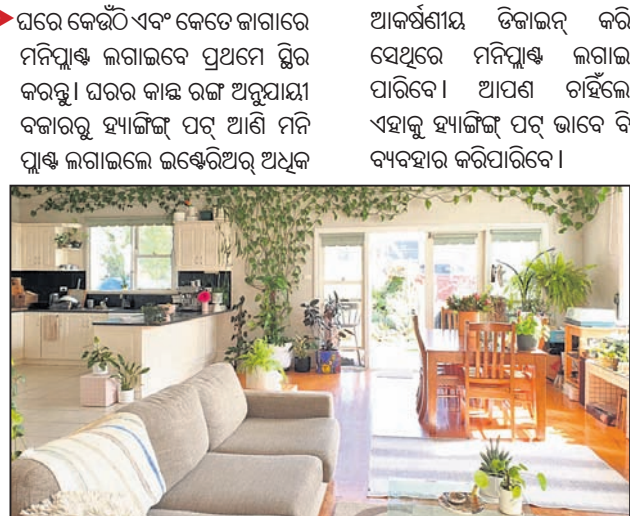 ଘରେ କେଉଁଠି ଏବଂ କେତେ ଜାଗାରେ
ମନିପ୍ଲାଣ୍ଟ ଲଗାଇବେ ପ୍ରଥମେ ସ୍ଥିର
କରନ୍ତୁ। ଘରର କାନ୍ଥ ରଙ୍ଗ ଅନୁଯାୟୀ
ବଜାରରୁ ହ୍ୟାଙ୍ଗିଙ୍ଗ୍ ପଟ୍ ଆଣି ମନି
ପ୍ଲାଣ୍ଟ ଲଗାଇଲେ ଇଣ୍ଟେରିଅର୍ ଅଧିକ
ଆକର୍ଷଣୀୟ ଡିଜାଇନ୍ କରି
ସେଥିରେ ମନିପ୍ଲାଣ୍ଟ ଲଗାଇ
ପାରିବେ। ଆପଣ ଚାହିଁଲେ
ଏହାକୁ ହ୍ୟାଙ୍ଗିଙ୍ଗ୍ ପଟ୍ ଭାବେ ବି
ବ୍ୟବହାର କରିପାରିବେ।